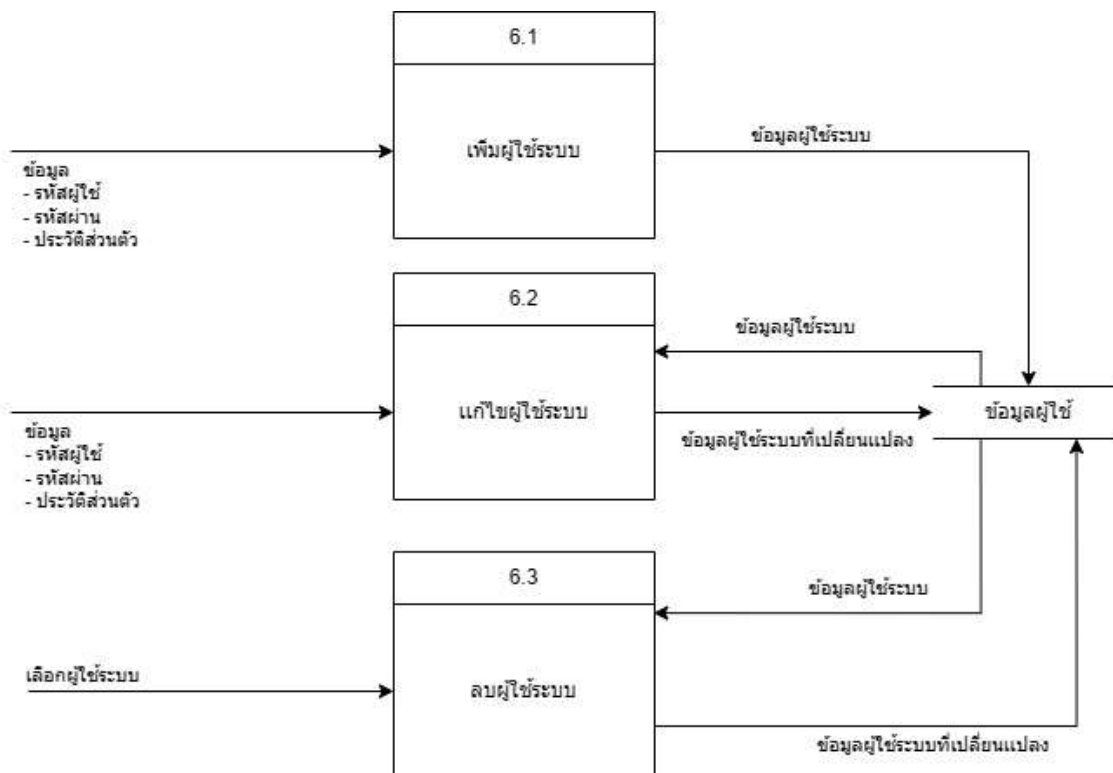 6.1
เพิ่มผู้ใช้ระบบ
ข้อมูลผู้ใช้ระบบ
ข้อมูล
- รหัสผู้ใช้
- รหัสผ่าน
- ประวัติส่วนตัว
6.2
ข้อมูลผู้ใช้ระบบ
แก้ไขผู้ใช้ระบบ
ข้อมูลผู้ใช้
ข้อมูลผู้ใช้ระบบที่เปลี่ยนแปลง
ข้อมูล
- รหัสผู้ใช้
- รหัสผ่าน
- ประวัติส่วนตัว
6.3
ข้อมูลผู้ใช้ระบบ
เลือกผู้ใช้ระบบ
ลบผู้ใช้ระบบ
ข้อมูลผู้ใช้ระบบที่เปลี่ยนแปลง